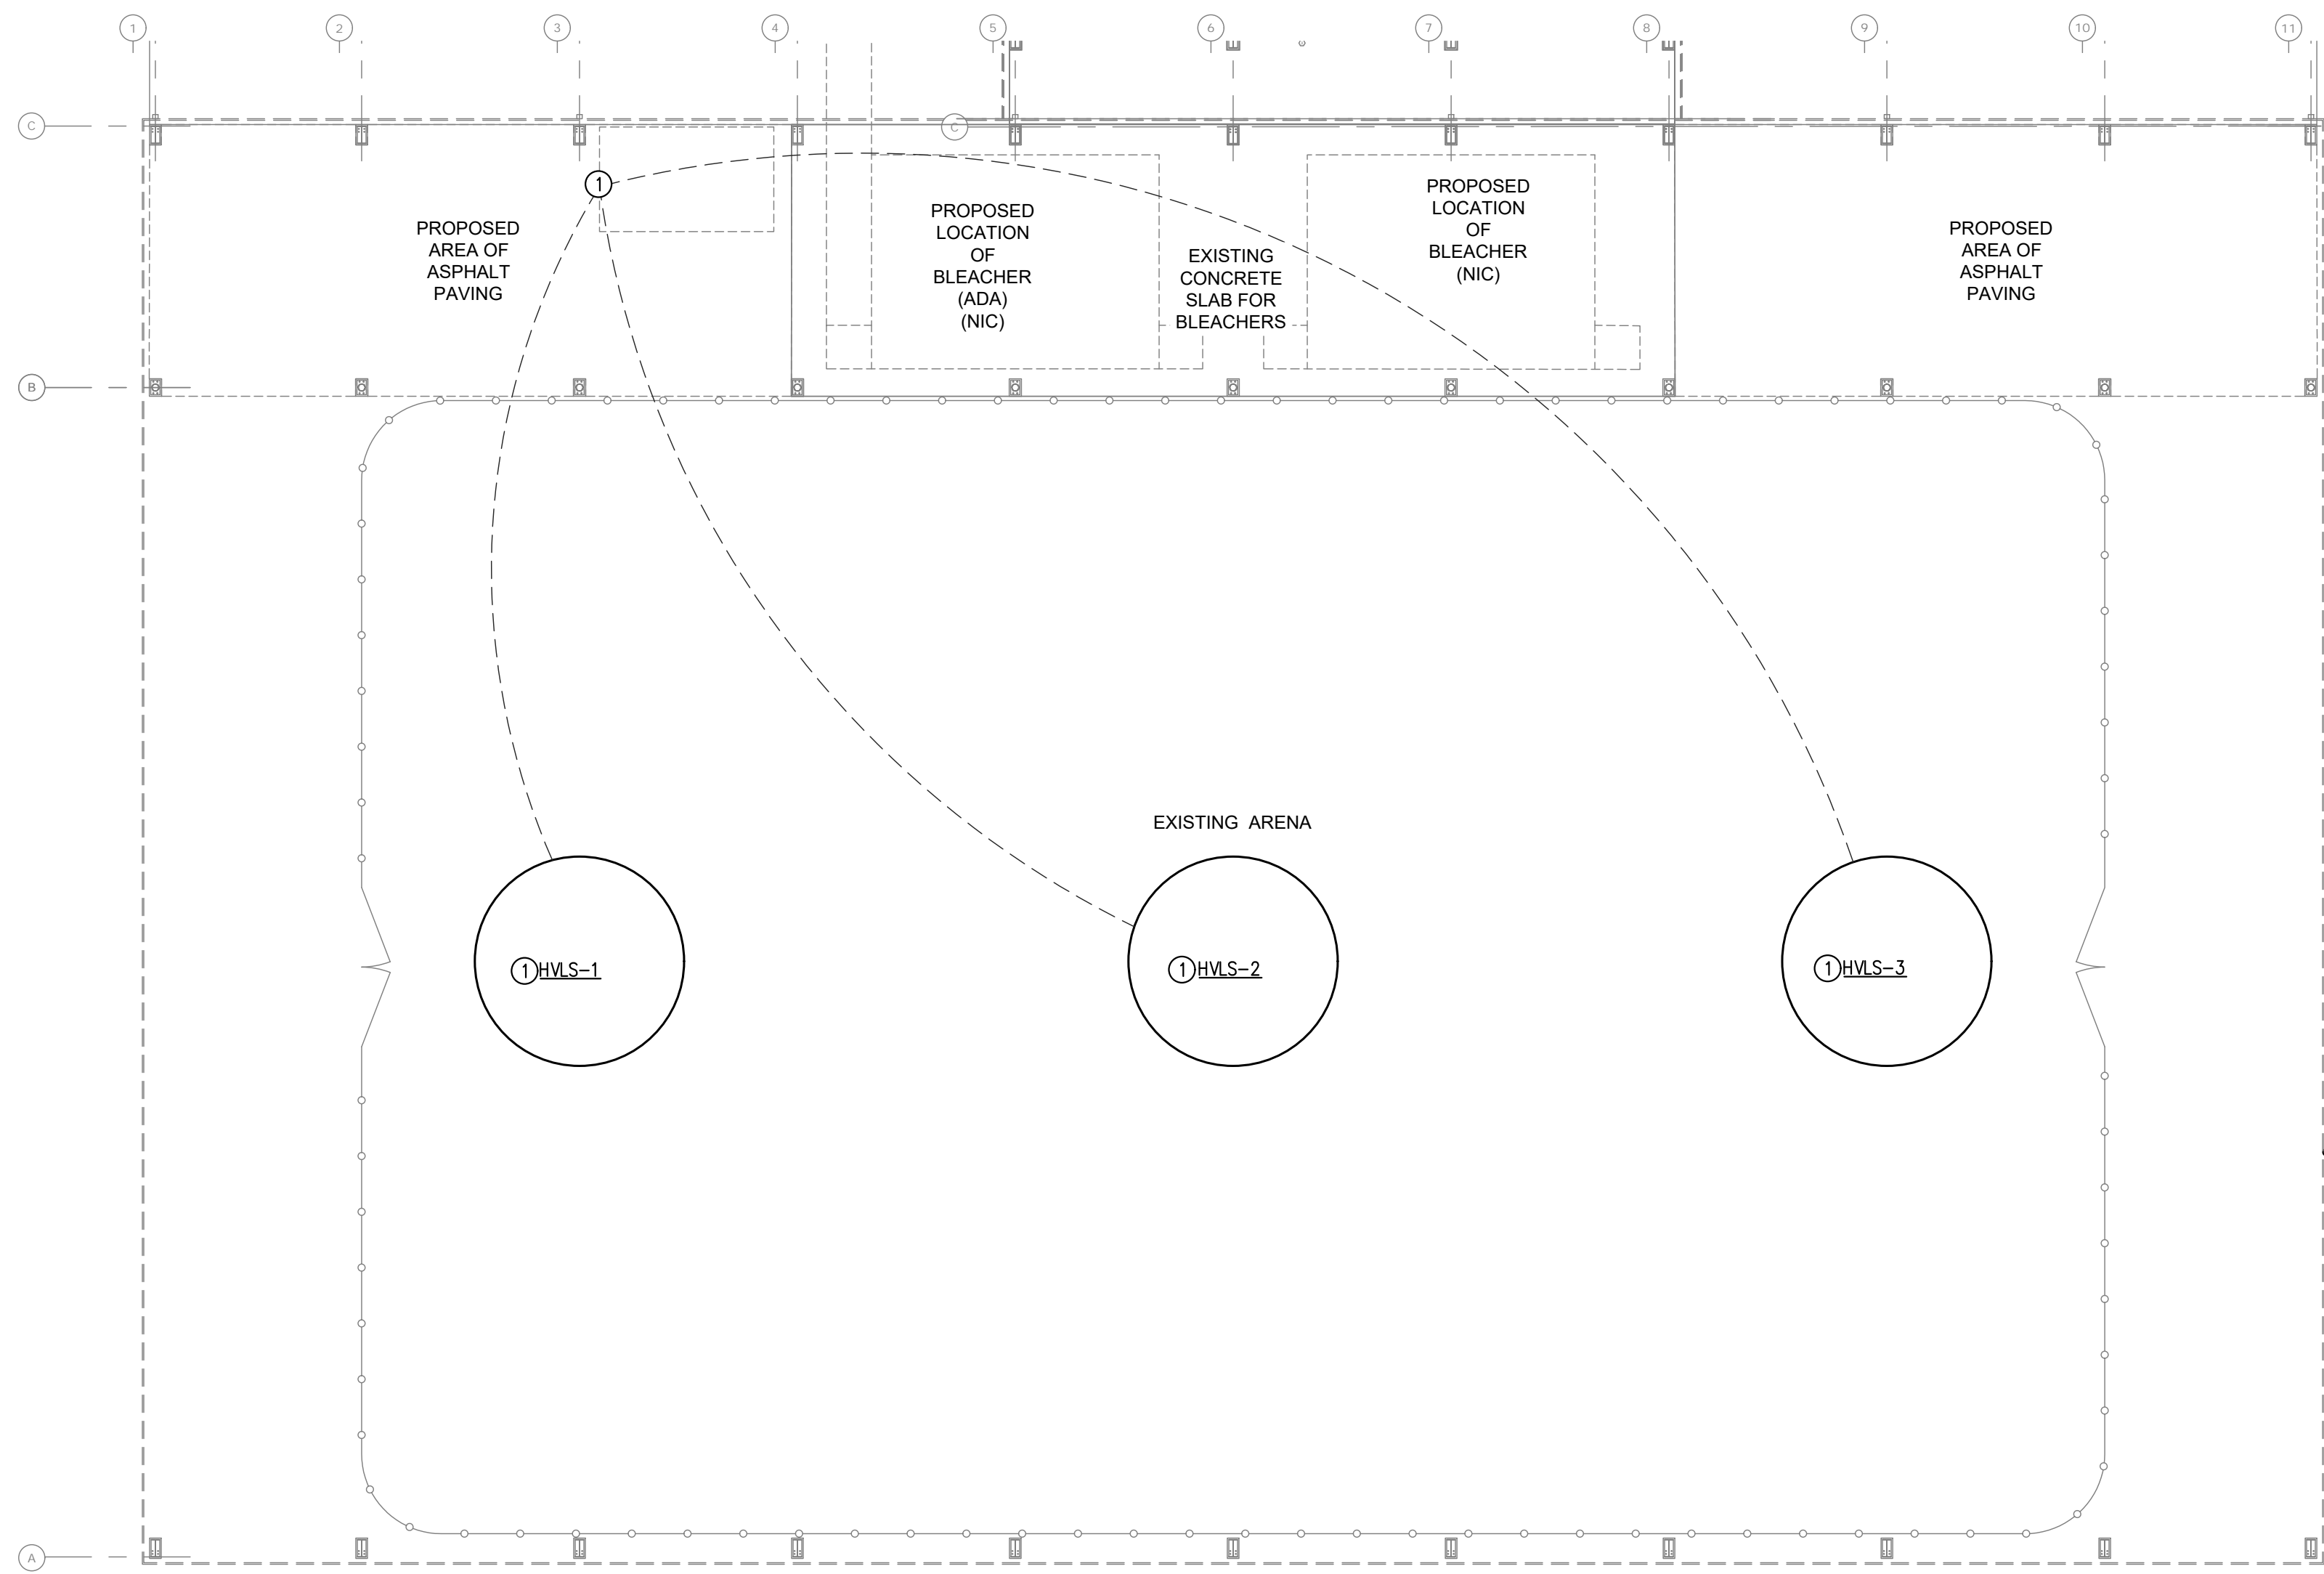 1
2
3
4
5
6
7
8
9
10
11
C
C
1
PROPOSED
AREA OF
ASPHALT
PAVING
PROPOSED
LOCATION
OF
BLEACHER
(ADA)
(NIC)
EXISTING
CONCRETE
SLAB FOR
BLEACHERS
PROPOSED
LOCATION
OF
BLEACHER
(NIC)
PROPOSED
AREA OF
ASPHALT
PAVING
B
EXISTING ARENA
1 HVLS-1
1 HVLS-2
1 HVLS-3
A